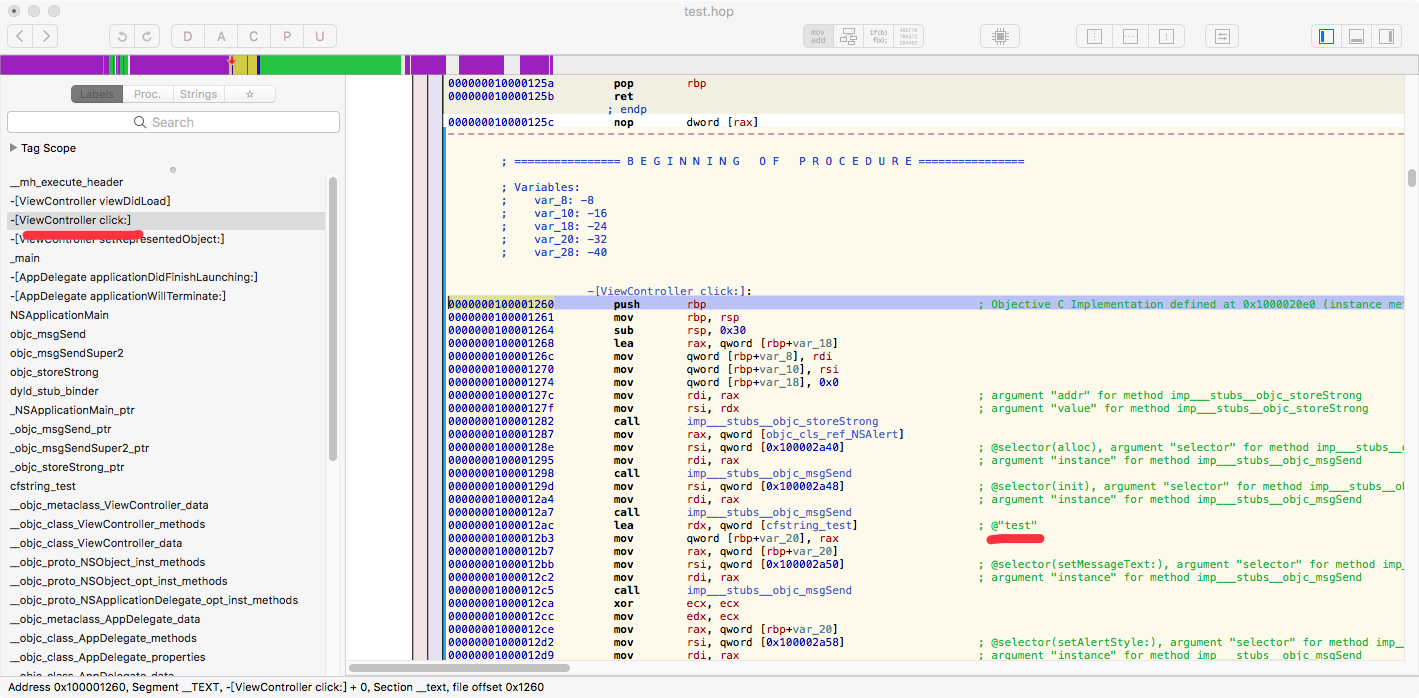 test.hop
D A C P U
mov add if(b) f(x);
Labels Proc. Strings ☆
Search
Tag Scope
__mh_execute_header
-[ViewController viewDidLoad]
-[ViewController click:]
-[ViewController setRepresentedObject:]
_main
-[AppDelegate applicationDidFinishLaunching:]
-[AppDelegate applicationWillTerminate:]
NSApplicationMain
objc_msgSend
objc_msgSendSuper2
objc_storeStrong
dyld_stub_binder
_NSApplicationMain_ptr
_objc_msgSend_ptr
_objc_msgSendSuper2_ptr
_objc_storeStrong_ptr
cfstring_test
__objc_metaclass_ViewController_data
__objc_class_ViewController_methods
__objc_class_ViewController_data
__objc_proto_NSObject_inst_methods
__objc_proto_NSObject_opt_inst_methods
__objc_proto_NSApplicationDelegate_opt_inst_methods
__objc_metaclass_AppDelegate_data
__objc_class_AppDelegate_methods
__objc_class_AppDelegate_properties
000000010000125a pop rbp
000000010000125b ret
; endp
000000010000125c nop dword [rax]
; ================ B E G I N N I N G   O F   P R O C E D U R E ================
; Variables:
; var_8: -8
; var_10: -16
; var_18: -24
; var_20: -32
; var_28: -40
-[ViewController click:]:
0000000100001260 push rbp ; Objective C Implementation defined at 0x1000020e0 (instance me
0000000100001261 mov rbp, rsp
0000000100001264 sub rsp, 0x30
0000000100001268 lea rax, qword [rbp+var_18]
000000010000126c mov qword [rbp+var_8], rdi
0000000100001270 mov qword [rbp+var_10], rsi
0000000100001274 mov qword [rbp+var_18], 0x0
000000010000127c mov rdi, rax ; argument "addr" for method imp___stubs__objc_storeStrong
000000010000127f mov rsi, rdx ; argument "value" for method imp___stubs__objc_storeStrong
0000000100001282 call imp___stubs__objc_storeStrong
0000000100001287 mov rax, qword [objc_cls_ref_NSAlert]
000000010000128e mov rsi, qword [0x100002a40] ; @selector(alloc), argument "selector" for method imp___stubs__o
0000000100001295 mov rdi, rax ; argument "instance" for method imp___stubs__objc_msgSend
0000000100001298 call imp___stubs__objc_msgSend
000000010000129d mov rsi, qword [0x100002a48] ; @selector(init), argument "selector" for method imp___stubs__ob
00000001000012a4 mov rdi, rax ; argument "instance" for method imp___stubs__objc_msgSend
00000001000012a7 call imp___stubs__objc_msgSend
00000001000012ac lea rdx, qword [cfstring_test] ; @"test"
00000001000012b3 mov qword [rbp+var_20], rax
00000001000012b7 mov rax, qword [rbp+var_20]
00000001000012bb mov rsi, qword [0x100002a50] ; @selector(setMessageText:), argument "selector" for method imp_
00000001000012c2 mov rdi, rax ; argument "instance" for method imp___stubs__objc_msgSend
00000001000012c5 call imp___stubs__objc_msgSend
00000001000012ca xor ecx, ecx
00000001000012cc mov edx, ecx
00000001000012ce mov rax, qword [rbp+var_20]
00000001000012d2 mov rsi, qword [0x100002a58] ; @selector(setAlertStyle:), argument "selector" for method imp__
00000001000012d9 mov rdi, rax ; argument "instance" for method imp___stubs__objc_msgSend
Address 0x100001260, Segment __TEXT, -[ViewController click:] + 0, Section __text, file offset 0x1260